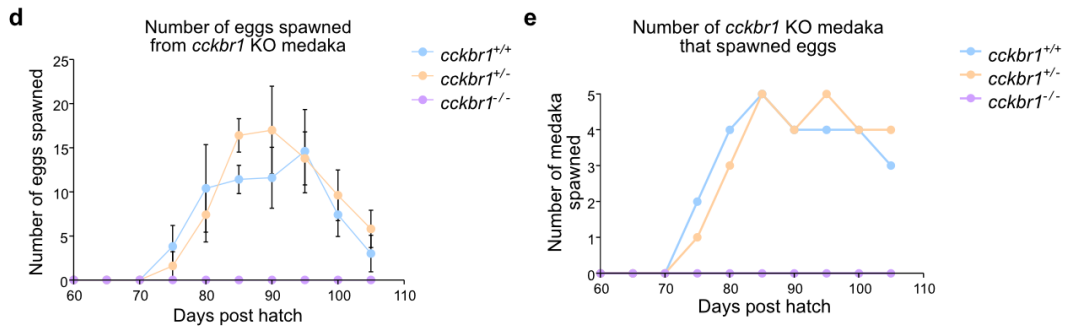 d
Number of eggs spawned
from cckbr1 KO medaka
cckbr1+/+
cckbr1+/-
cckbr1-/-
Number of eggs spawned
25
20
15
10
5
0
60 70 80 90 100 110
Days post hatch
e
Number of cckbr1 KO medaka
that spawned eggs
cckbr1+/+
cckbr1+/-
cckbr1-/-
Number of medaka
spawned
5
4
3
2
1
0
60 70 80 90 100 110
Days post hatch